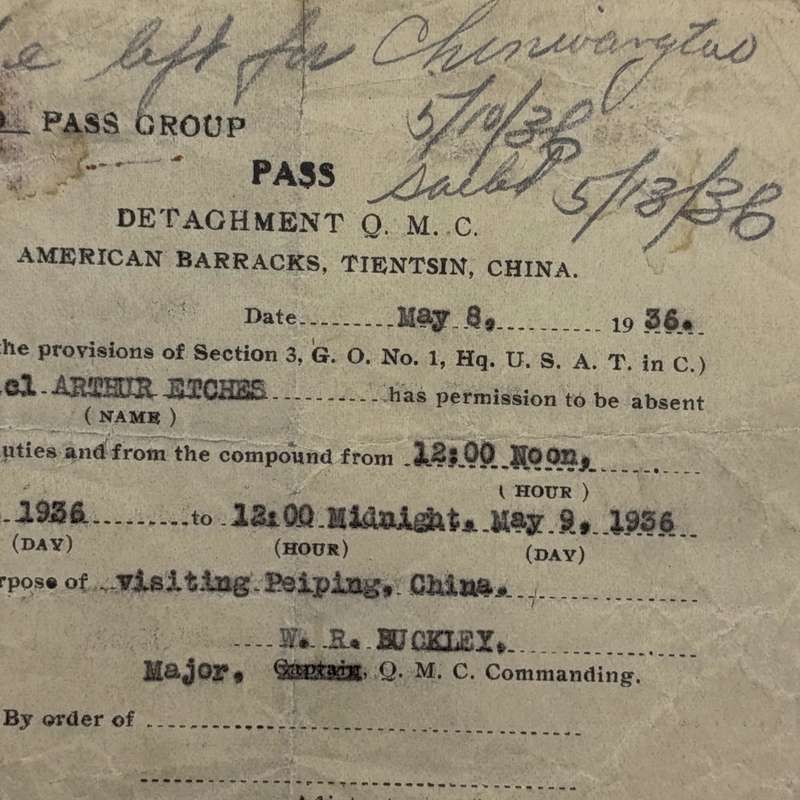 left for Chinwangtao
5/10/36
PASS GROUP
PASS
sailed 5/13/36
DETACHMENT Q. M. C.
AMERICAN BARRACKS, TIENTSIN, CHINA.
Date May 8, 19 36.
the provisions of Section 3, G. O. No. 1, Hq. U. S. A. T. in C.)
cl ARTHUR ETCHES has permission to be absent
(NAME)
uties and from the compound from 12:00 Noon,
(HOUR)
1936 to 12:00 Midnight. May 9, 1936
(DAY) (HOUR) (DAY)
rpose of visiting Peiping, China.
W. R. BUCKLEY,
Major, Captain, Q. M. C. Commanding.
By order of